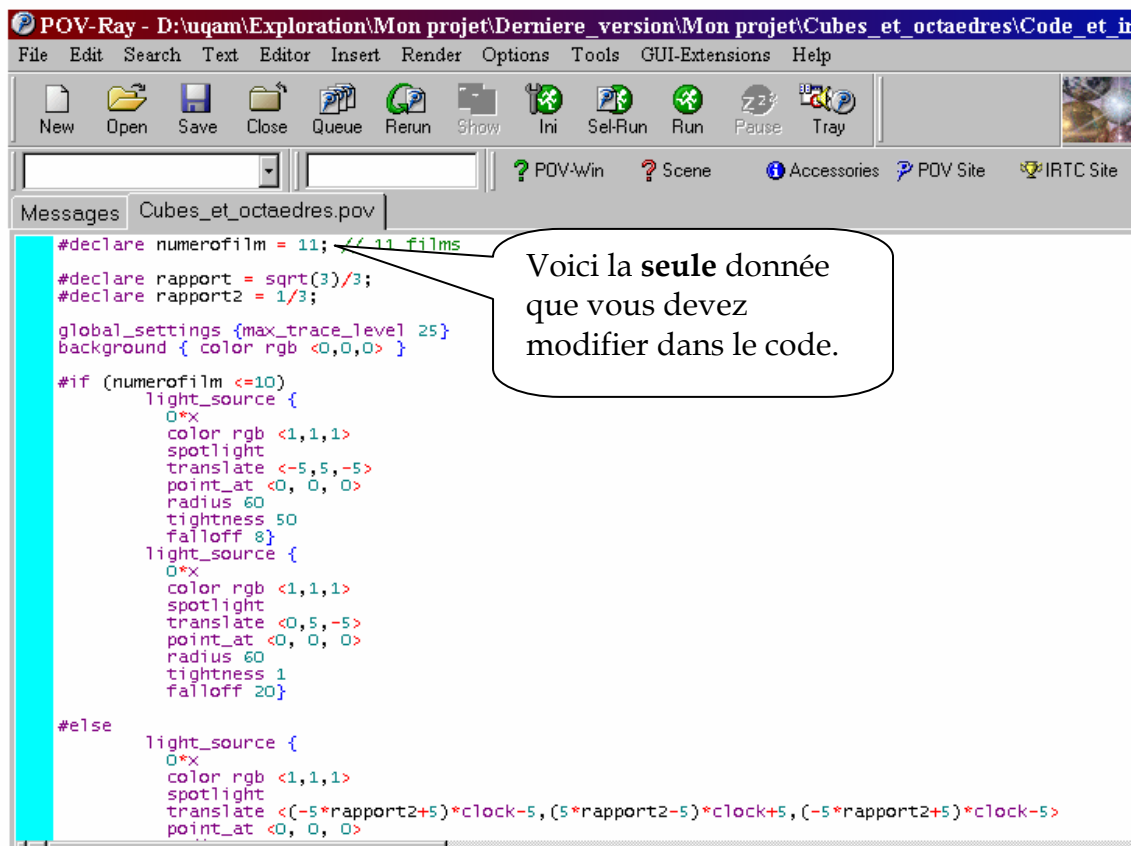 POV-Ray - D:\uqam\Exploration\Mon projet\Derniere_version\Mon projet\Cubes_et_octaedres\Code_et_in
File Edit Search Text Editor Insert Render Options Tools GUI-Extensions Help
New Open Save Close Queue Rerun Show Ini Sel-Run Run Pause Tray
POV-Win Scene Accessories POV Site IRTC Site
Messages Cubes_et_octaedres.pov
#declare numerofilm = 11; // 11 films
Voici la seule donnée
que vous devez
modifier dans le code.
#declare rapport = sqrt(3)/3;
#declare rapport2 = 1/3;
global_settings {max_trace_level 25}
background { color rgb <0,0,0> }
#if (numerofilm <=10)
light_source {
0*x
color rgb <1,1,1>
spotlight
translate <-5,5,-5>
point_at <0, 0, 0>
radius 60
tightness 50
falloff 8}
light_source {
0*x
color rgb <1,1,1>
spotlight
translate <0,5,-5>
point_at <0, 0, 0>
radius 60
tightness 1
falloff 20}
#else
light_source {
0*x
color rgb <1,1,1>
spotlight
translate <(-5*rapport2+5)*clock-5,(5*rapport2-5)*clock+5,(-5*rapport2+5)*clock-5>
point_at <0, 0, 0>